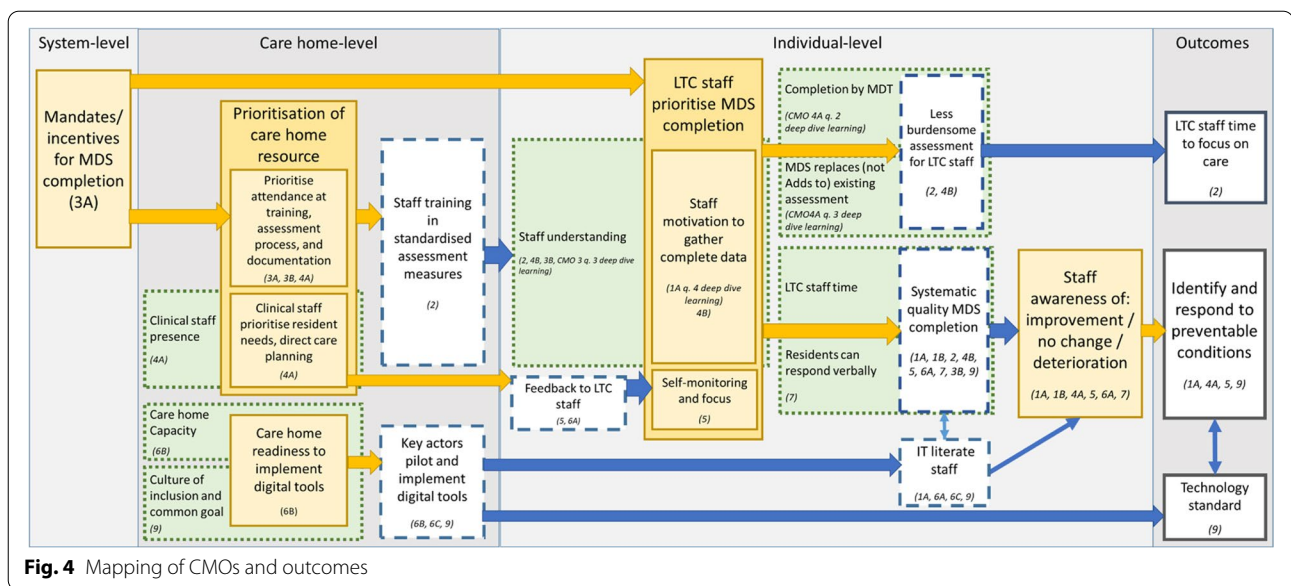 System-level
Care home-level
Individual-level
Outcomes
Mandates/
incentives
for MDS
completion
(3A)
Prioritisation of
care home
resource
Prioritise
attendance at
training,
assessment
process, and
documentation
(3A, 3B, 4A)
Clinical staff
prioritise resident
needs, direct care
planning
(4A)
Clinical staff
presence
(4A)
Care home
Capacity
(6B)
Culture of
inclusion and
common goal
(9)
Care home
readiness to
implement
digital tools
(6B)
Staff training
in
standardised
assessment
measures
(2)
Key actors
pilot and
implement
digital tools
(6B, 6C, 9)
Staff understanding
(2, 4B, 3B, CMO 3 q. 3 deep dive
learning)
Feedback to LTC
staff
(5, 6A)
LTC staff
prioritise MDS
completion
Staff
motivation to
gather
complete data
(1A q. 4 deep dive
learning)
4B)
Self-monitoring
and focus
(5)
Completion by MDT
(CMO 4A q. 2
deep dive learning)
MDS replaces (not
Adds to) existing
assessment
(CMO4A q. 3 deep
dive learning)
Less
burdensome
assessment
for LTC staff
(2, 4B)
LTC staff time
Residents can
respond verbally
(7)
Systematic
quality MDS
completion
(1A, 1B, 2, 4B,
5, 6A, 7, 3B, 9)
IT literate
staff
(1A, 6A, 6C, 9)
Staff
awareness of:
improvement /
no change /
deterioration
(1A, 1B, 4A, 5, 6A, 7)
LTC staff time
to focus on
care
(2)
Identify and
respond to
preventable
conditions
(1A, 4A, 5, 9)
Technology
standard
(9)
Fig. 4 Mapping of CMOs and outcomes